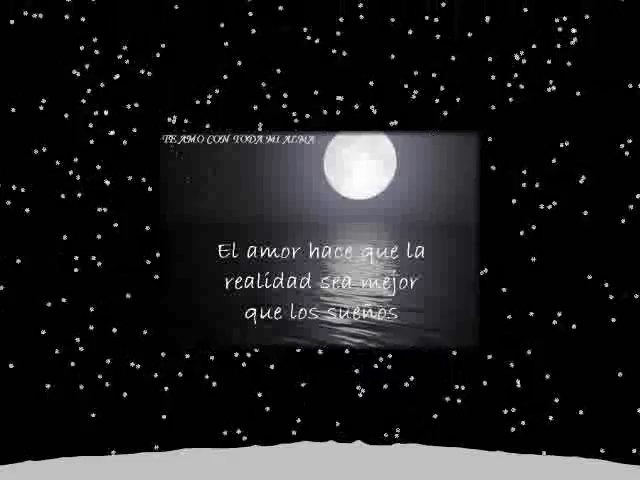 TE AMO CON TODA MI ALMA
El amor hace que la
realidad sea mejor
que los sueños